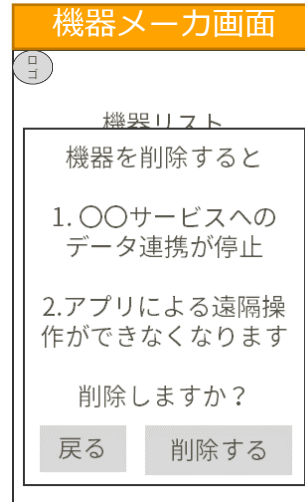 機器メーカ画面
ロゴ
機器リスト
機器を削除すると
1. 〇〇サービスへの
データ連携が停止
2.アプリによる遠隔操
作ができなくなります
削除しますか？
戻る
削除する